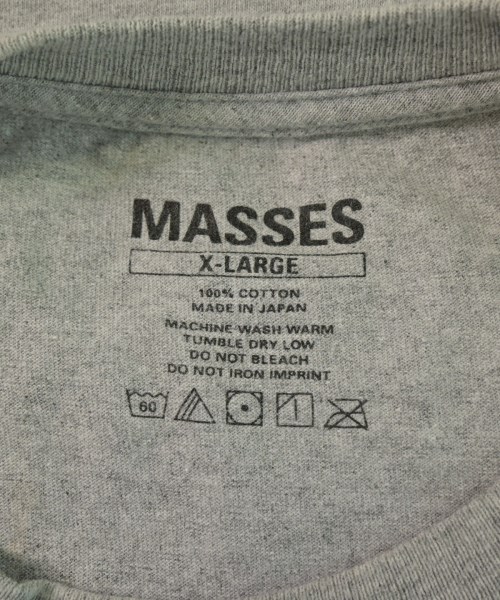 MASSES
X-LARGE
100% COTTON
MADE IN JAPAN
MACHINE WASH WARM
TUMBLE DRY LOW
DO NOT BLEACH
DO NOT IRON IMPRINT
60